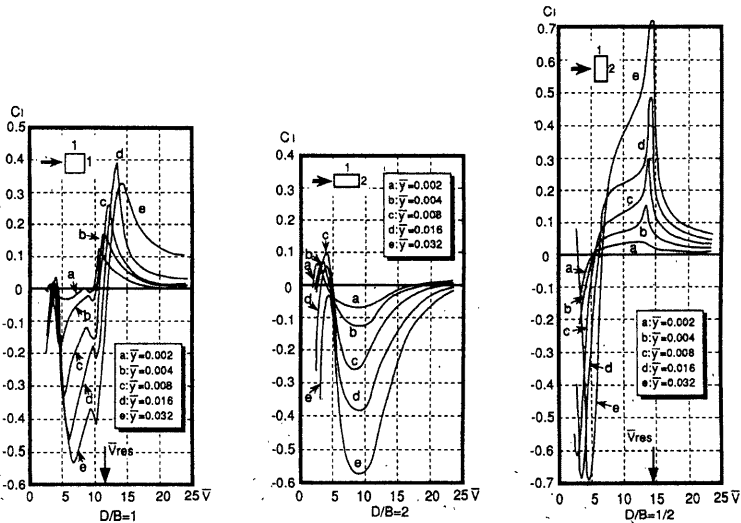 CI
0.5
0.4
0.3
0.2
0.1
0
-0.1
-0.2
-0.3
-0.4
-0.5
-0.6
0 5 10 15 20 25 V̅
D/B=1
1
1
a
b
c
d
e
a
b
c
d
e
a:y̅=0.002
b:y̅=0.004
c:y̅=0.008
d:y̅=0.016
e:y̅=0.032
V̅res
CI
0.4
0.3
0.2
0.1
0
-0.1
-0.2
-0.3
-0.4
-0.5
-0.6
0 5 10 15 20 25 V̅
D/B=2
1
2
a:y̅=0.002
b:y̅=0.004
c:y̅=0.008
d:y̅=0.016
e:y̅=0.032
c
b
a
d
e
a
b
c
d
e
CI
0.7
0.6
0.5
0.4
0.3
0.2
0.1
0
-0.1
-0.2
-0.3
-0.4
-0.5
-0.6
-0.7
0 5 10 15 20 25 V̅
D/B=1/2
1
2
e
d
c
b
a
a
b
c
d
e
a:y̅=0.002
b:y̅=0.004
c:y̅=0.008
d:y̅=0.016
e:y̅=0.032
V̅res